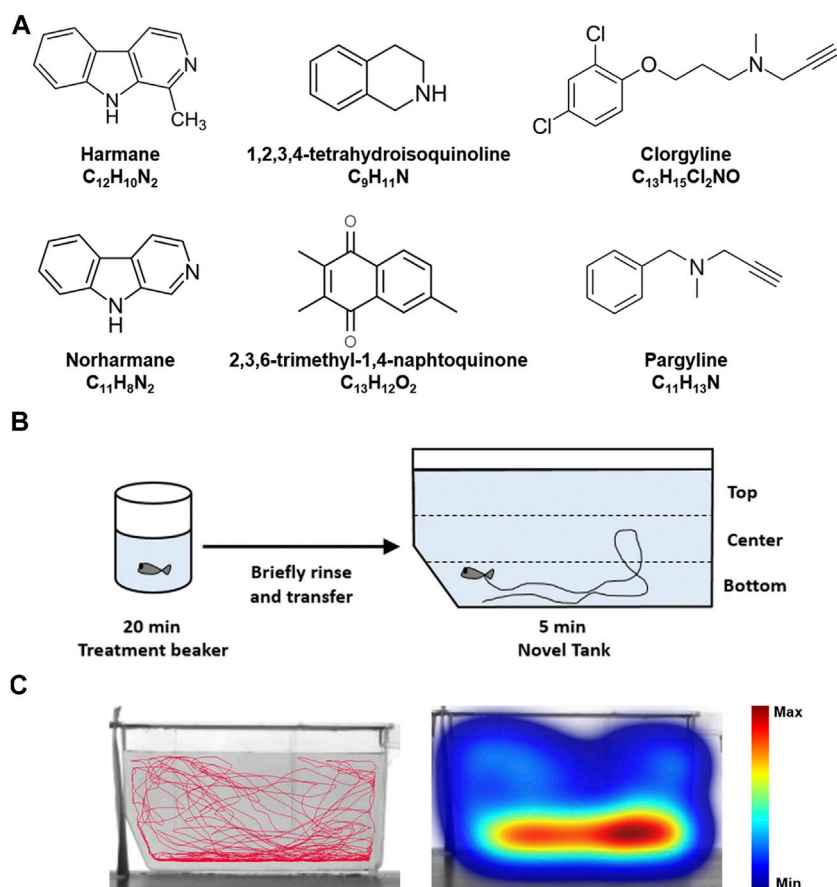 A
N
N
H
CH₃
Harmane
C₁₂H₁₀N₂
NH
1,2,3,4-tetrahydroisoquinoline
C₉H₁₁N
Cl
Cl
O
N
Clorgyline
C₁₃H₁₅Cl₂NO
N
N
H
Norharmane
C₁₁H₈N₂
O
O
2,3,6-trimethyl-1,4-naphtoquinone
C₁₃H₁₂O₂
N
Pargyline
C₁₁H₁₃N
B
Briefly rinse
and transfer
20 min
Treatment beaker
Top
Center
Bottom
5 min
Novel Tank
C
Max
Min